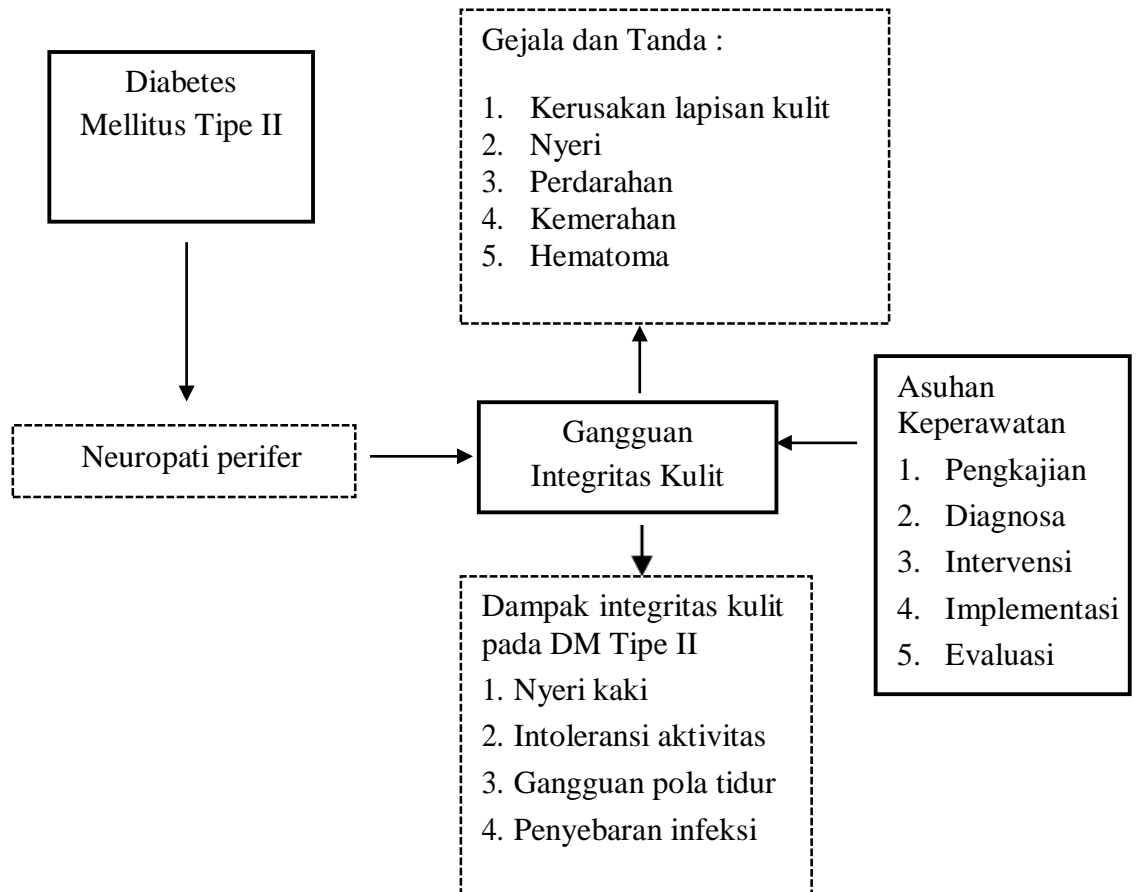 Diabetes
Mellitus Tipe II
Gejala dan Tanda :
1. Kerusakan lapisan kulit
2. Nyeri
3. Perdarahan
4. Kemerahan
5. Hematoma
Neuropati perifer
Gangguan
Integritas Kulit
Asuhan
Keperawatan
1. Pengkajian
2. Diagnosa
3. Intervensi
4. Implementasi
5. Evaluasi
Dampak integritas kulit
pada DM Tipe II
1. Nyeri kaki
2. Intoleransi aktivitas
3. Gangguan pola tidur
4. Penyebaran infeksi